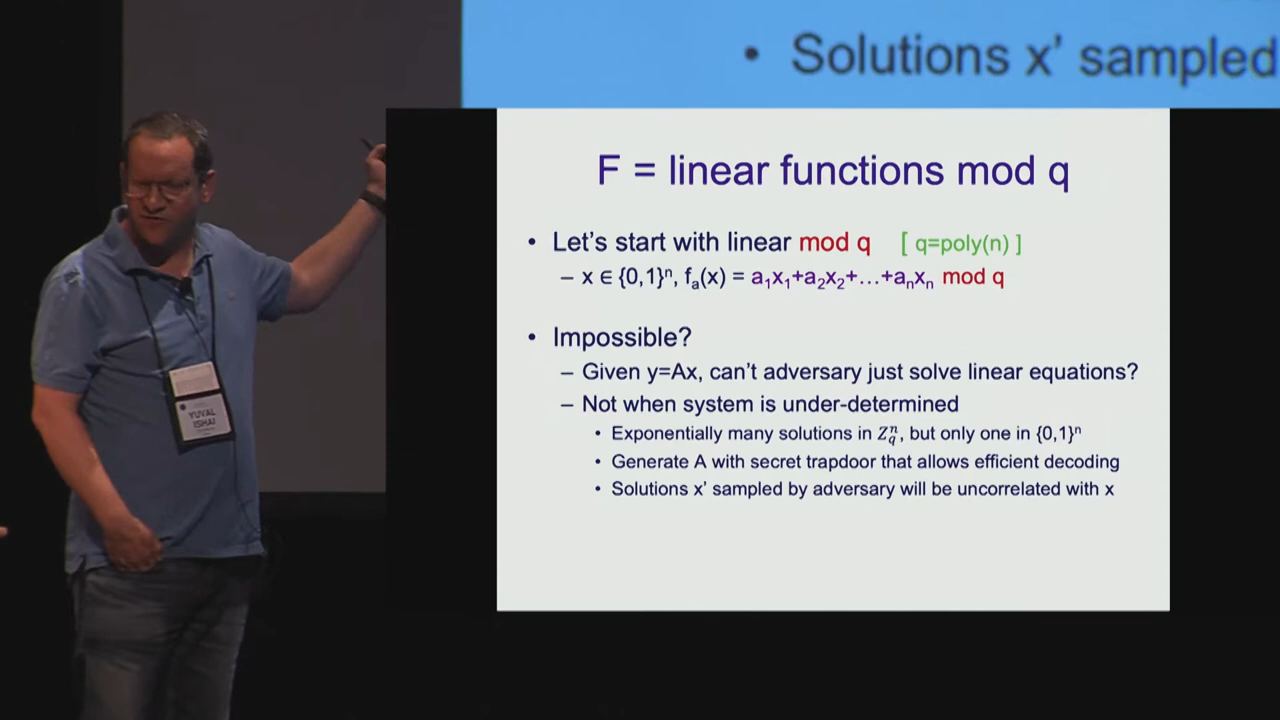 • Solutions x' sampled
F = linear functions mod q
• Let's start with linear mod q [ q=poly(n) ]
– x ∈ {0,1}ⁿ, fₐ(x) = a₁x₁+a₂x₂+…+aₙxₙ mod q
• Impossible?
– Given y=Ax, can't adversary just solve linear equations?
– Not when system is under-determined
• Exponentially many solutions in Z_q^n, but only one in {0,1}ⁿ
• Generate A with secret trapdoor that allows efficient decoding
• Solutions x' sampled by adversary will be uncorrelated with x
YUVAL
ISHAI